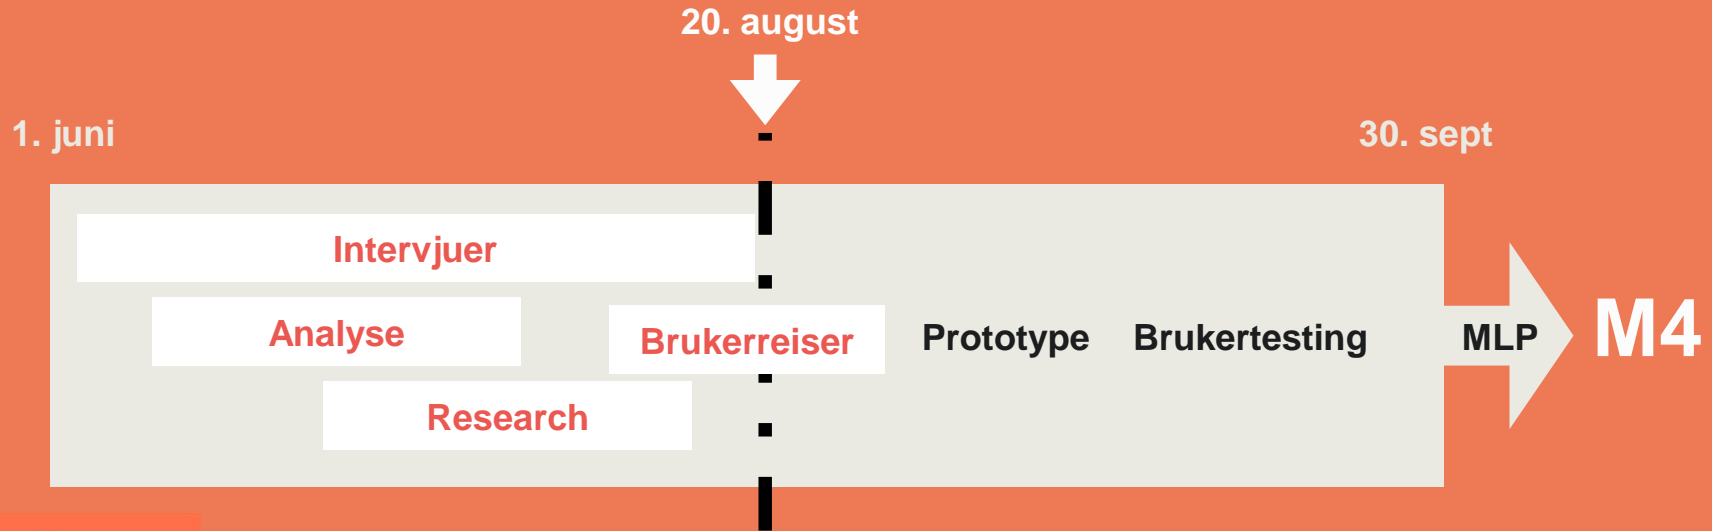 20. august
1. juni
30. sept
Intervjuer
Analyse
Brukerreiser
Prototype
Brukertesting
MLP
M4
Research